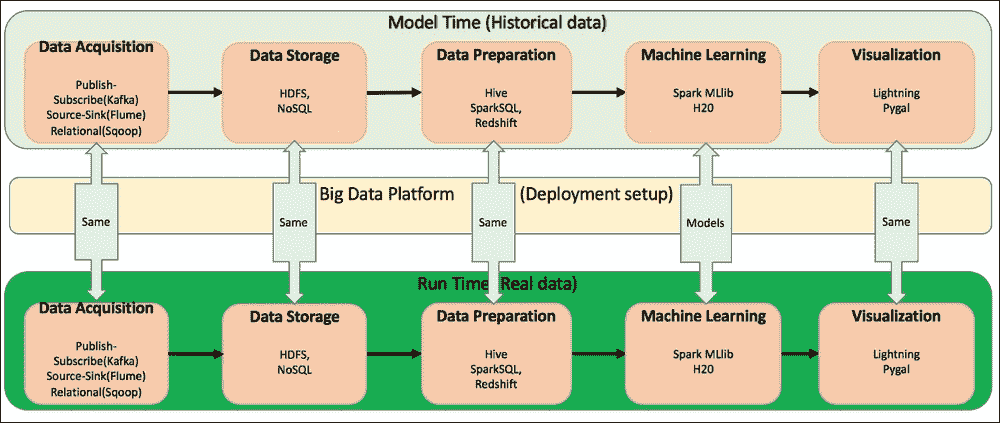 Model Time (Historical data)
Data Acquisition
Publish-
Subscribe(Kafka)
Source-Sink(Flume)
Relational(Sqoop)
Data Storage
HDFS,
NoSQL
Data Preparation
Hive
SparkSQL,
Redshift
Machine Learning
Spark MLlib
H20
Visualization
Lightning
Pygal
Big Data Platform (Deployment setup)
Same
Same
Same
Models
Same
Run Time Real data)
Data Acquisition
Publish-
Subscribe(Kafka)
Source-Sink(Flume)
Relational(Sqoop)
Data Storage
HDFS,
NoSQL
Data Preparation
Hive
SparkSQL,
Redshift
Machine Learning
Spark MLlib
H20
Visualization
Lightning
Pygal